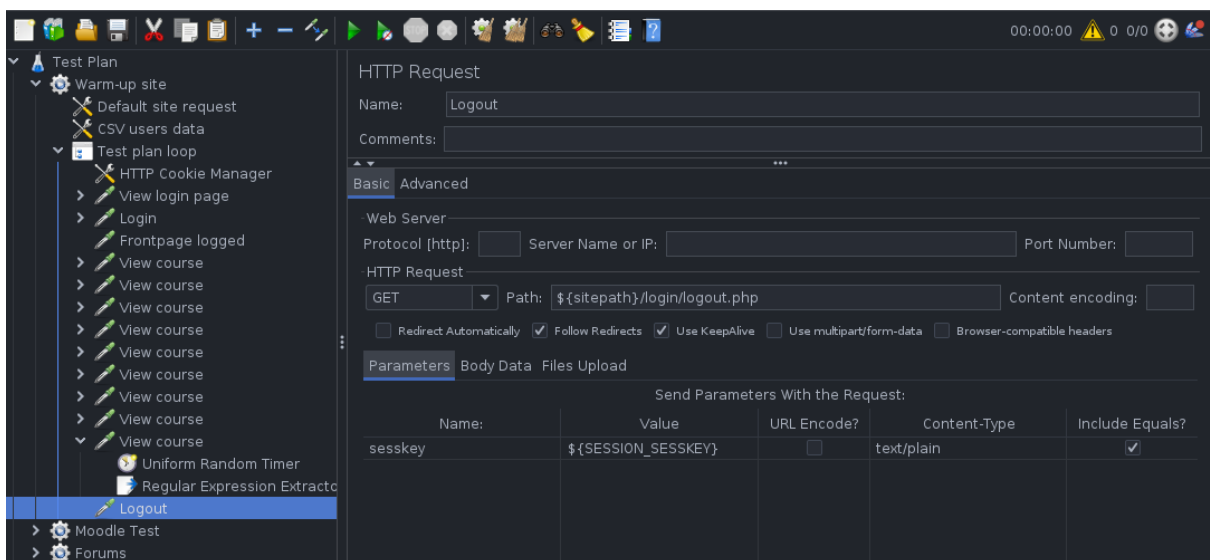 STOP
00:00:00 0 0/0
Test Plan
Warm-up site
Default site request
CSV users data
Test plan loop
HTTP Cookie Manager
View login page
Login
Frontpage logged
View course
View course
View course
View course
View course
View course
View course
View course
View course
Uniform Random Timer
Regular Expression Extracto
Logout
Moodle Test
Forums
HTTP Request
Name: Logout
Comments:
Basic Advanced
Web Server
Protocol [http]: Server Name or IP: Port Number:
HTTP Request
GET Path: ${sitepath}/login/logout.php Content encoding:
Redirect Automatically Follow Redirects Use KeepAlive Use multipart/form-data Browser-compatible headers
Parameters Body Data Files Upload
Send Parameters With the Request:
Name: Value URL Encode? Content-Type Include Equals?
sesskey ${SESSION_SESSKEY} text/plain